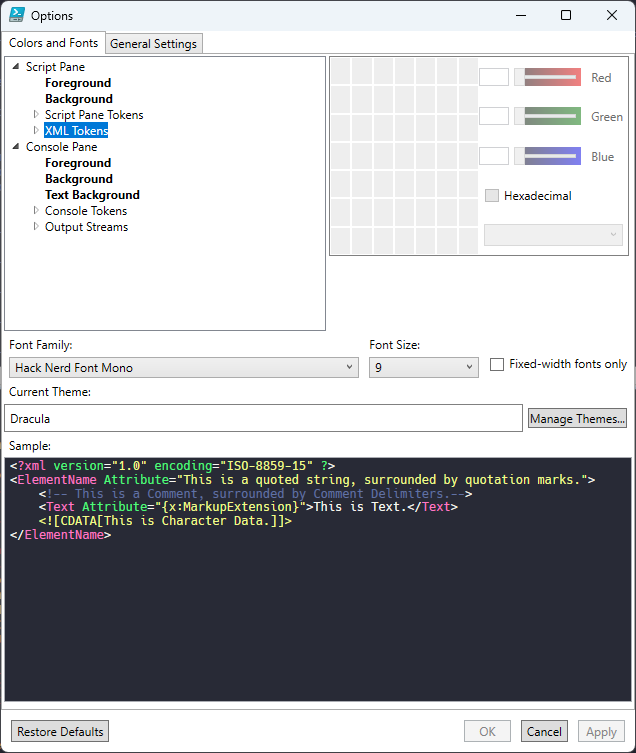 Options
Colors and Fonts
General Settings
Script Pane
Foreground
Background
Script Pane Tokens
XML Tokens
Console Pane
Foreground
Background
Text Background
Console Tokens
Output Streams
Red
Green
Blue
Hexadecimal
Font Family:
Font Size:
Hack Nerd Font Mono
9
Fixed-width fonts only
Current Theme:
Dracula
Manage Themes...
Sample:
<?xml version="1.0" encoding="ISO-8859-15" ?>
<ElementName Attribute="This is a quoted string, surrounded by quotation marks.">
    <!-- This is a Comment, surrounded by Comment Delimiters.-->
    <Text Attribute="{x:MarkupExtension}">This is Text.</Text>
    <![CDATA[This is Character Data.]]>
</ElementName>
Restore Defaults
OK
Cancel
Apply